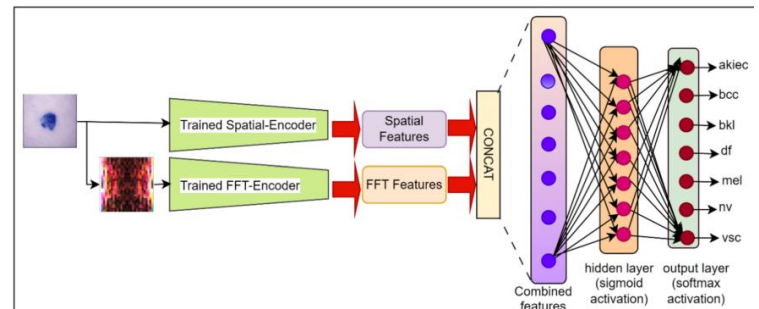 Trained Spatial-Encoder
Spatial
Features
Trained FFT-Encoder
FFT Features
CONCAT
Combined
features
hidden layer
(sigmoid
activation)
output layer
(softmax
activation)
akiec
bcc
bkl
df
mel
nv
vsc